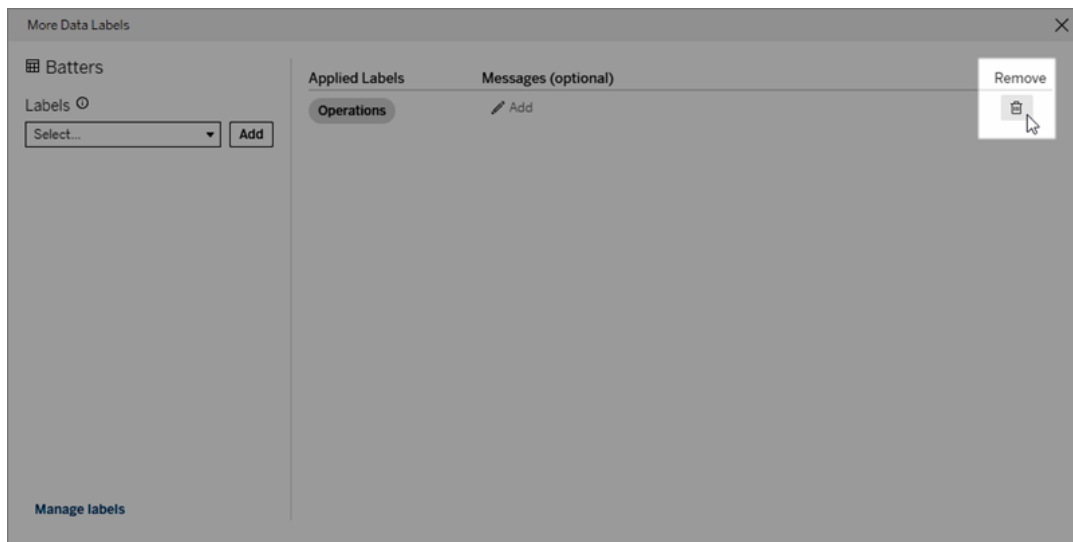 More Data Labels
Batters
Labels
Select...
Add
Manage labels
Applied Labels Messages (optional) Remove
Operations Add